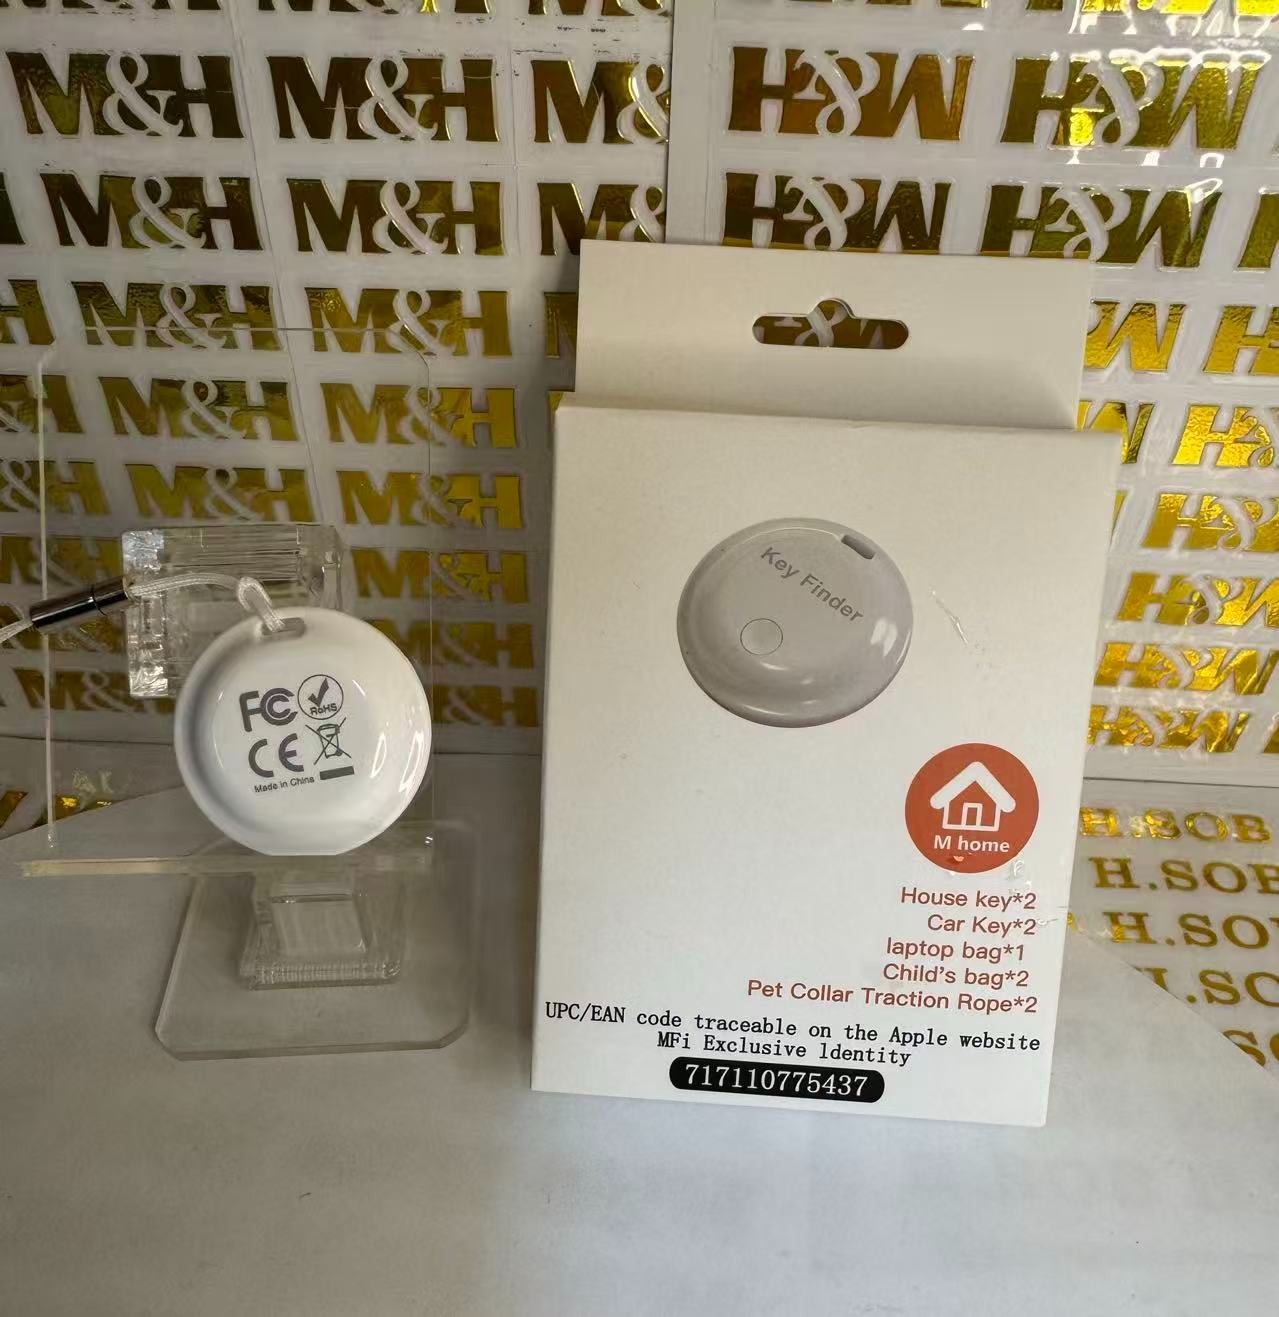 M&H M&H M&H
M&H M&H M&H
M&H M&H
M&H M&H
M&H M&H
M&H
M&H
M&H M&H
M&H M&H
M&H
M&H
M&H
M&H
M&H
FC
RoHS
CE
Made in China
Key Finder
M home
House key*2
Car Key*2
laptop bag*1
Child's bag*2
Pet Collar Traction Rope*2
UPC/EAN code traceable on the Apple website
MFi Exclusive ldentity
717110775437
H.SOB
H.SOB
H.SO